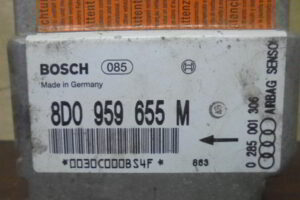 BOSCH 085
Made in Germany
8D0 959 655 M
*0030C000BS4F*
863
0 285 001 306
AIRBAG SENSO